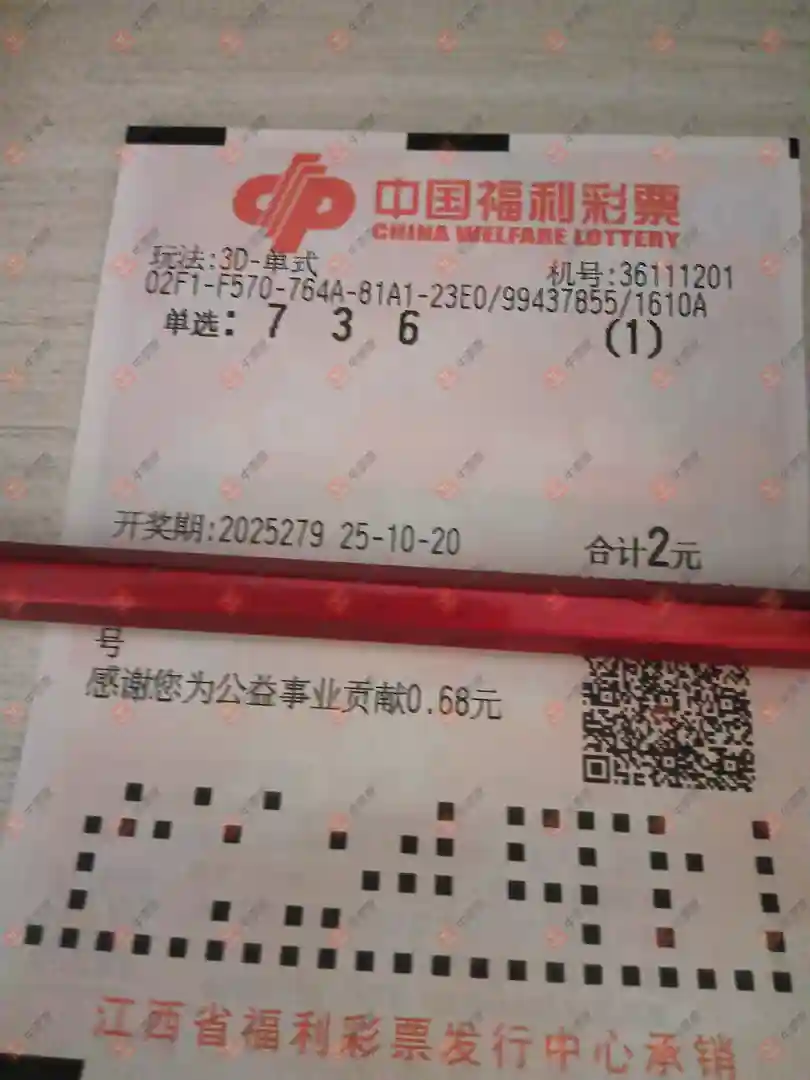 中国福利彩票
CHINA WELFARE LOTTERY
玩法:3D-单式 机号:36111201
02F1-F570-764A-81A1-23E0/99437855/1610A
单选: 7 3 6 (1)
开奖期:2025279 25-10-20 合计2元
号
感谢您为公益事业贡献0.68元
江西省福利彩票发行中心承销